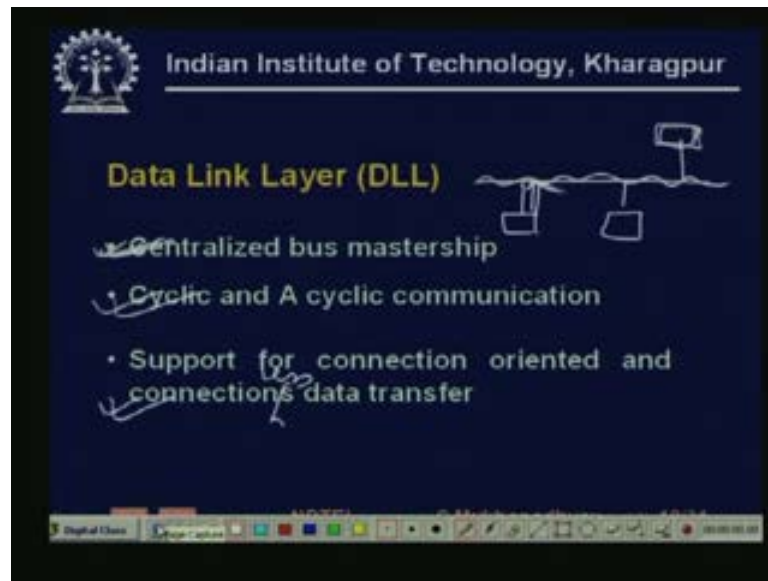 Indian Institute of Technology, Kharagpur
Data Link Layer (DLL)
• Centralized bus mastership
• Cyclic and A cyclic communication
• Support for connection oriented and
connections data transfer
NPTEL
Digital Class